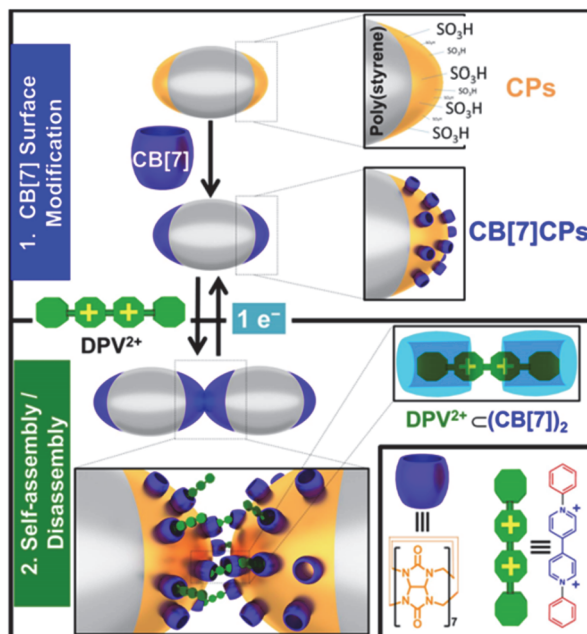 1. CB[7] Surface
Modification
Poly(styrene)
SO₃H
SO₃H
SO₃H
SO₃H
SO₃H
SO₃H
CPs
CB[7]
CB[7]CPs
DPV²⁺
1 e⁻
2. Self-assembly /
Disassembly
DPV²⁺ ⊂(CB[7])₂
O
N N
N N
O
7
N
+
+
N